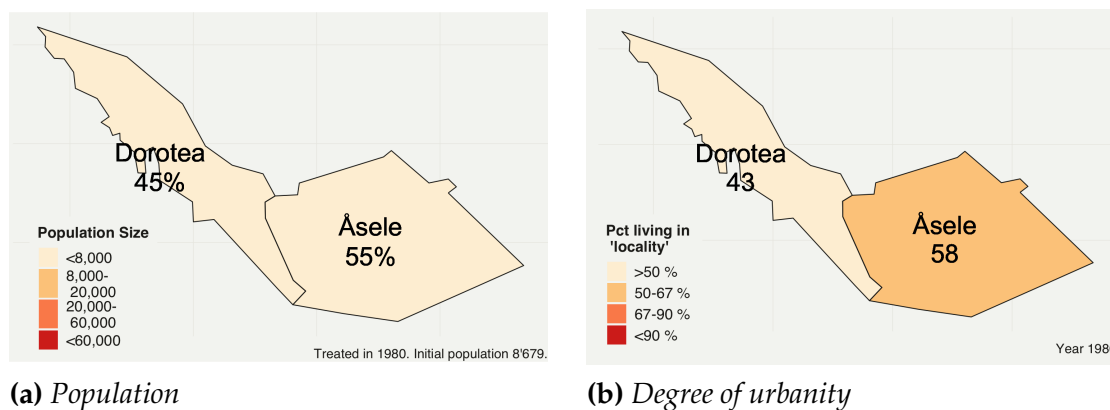 Dorotea
45%
Åsele
55%
Population Size
<8,000
8,000-
20,000
20,000-
60,000
<60,000
Treated in 1980. Initial population 8'679.
(a) Population
Dorotea
43
Åsele
58
Pct living in
'locality'
>50 %
50-67 %
67-90 %
<90 %
Year 1980
(b) Degree of urbanity